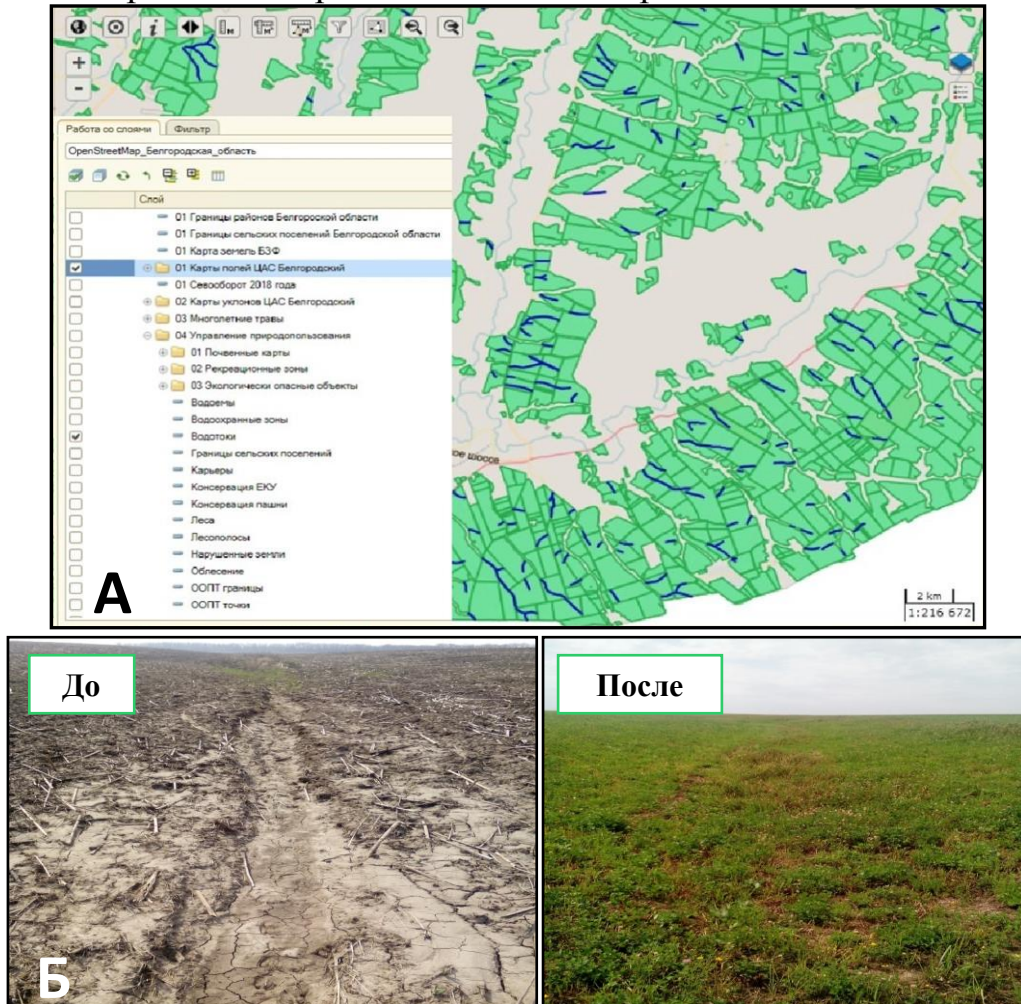 Работа со слоями
Фильтр
OpenStreetMap_Белгородская_область
Слой
01 Границы районов Белгороской области
01 Границы сельских поселений Белгородской области
01 Карта земель БЗФ
01 Карты полей ЦАС Белгородский
01 Севооборот 2018 года
02 Карты уклонов ЦАС Белгородский
03 Многолетние травы
04 Управление природопользования
01 Почвенные карты
02 Рекреационные зоны
03 Экологически опасные объекты
Водоемы
Водоохранные зоны
Водотоки
Границы сельских поселений
Карьеры
Консервация ЕКУ
Консервация пашни
Леса
Лесополосы
Нарушенные земли
Облесение
ООПТ границы
ООПТ точки
ое шоссе
2 km
1:216 672
А
До
После
Б